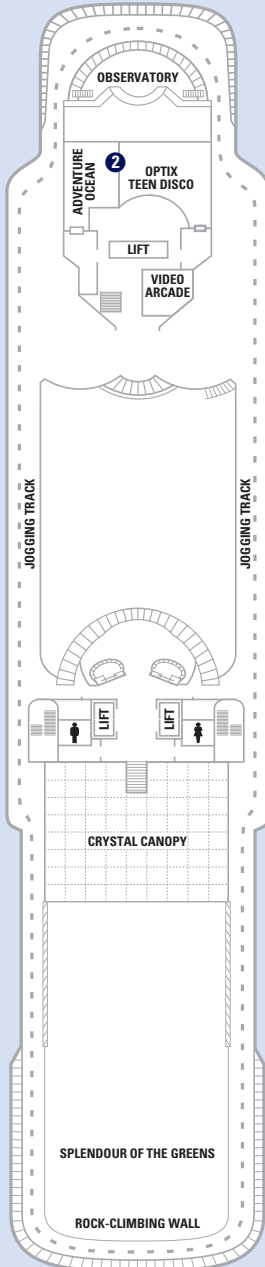 OBSERVATORY
ADVENTURE
OCEAN
2
OPTIX
TEEN DISCO
LIFT
VIDEO
ARCADE
JOGGING TRACK
JOGGING TRACK
LIFT
LIFT
CRYSTAL CANOPY
SPLENDOUR OF THE GREENS
ROCK-CLIMBING WALL